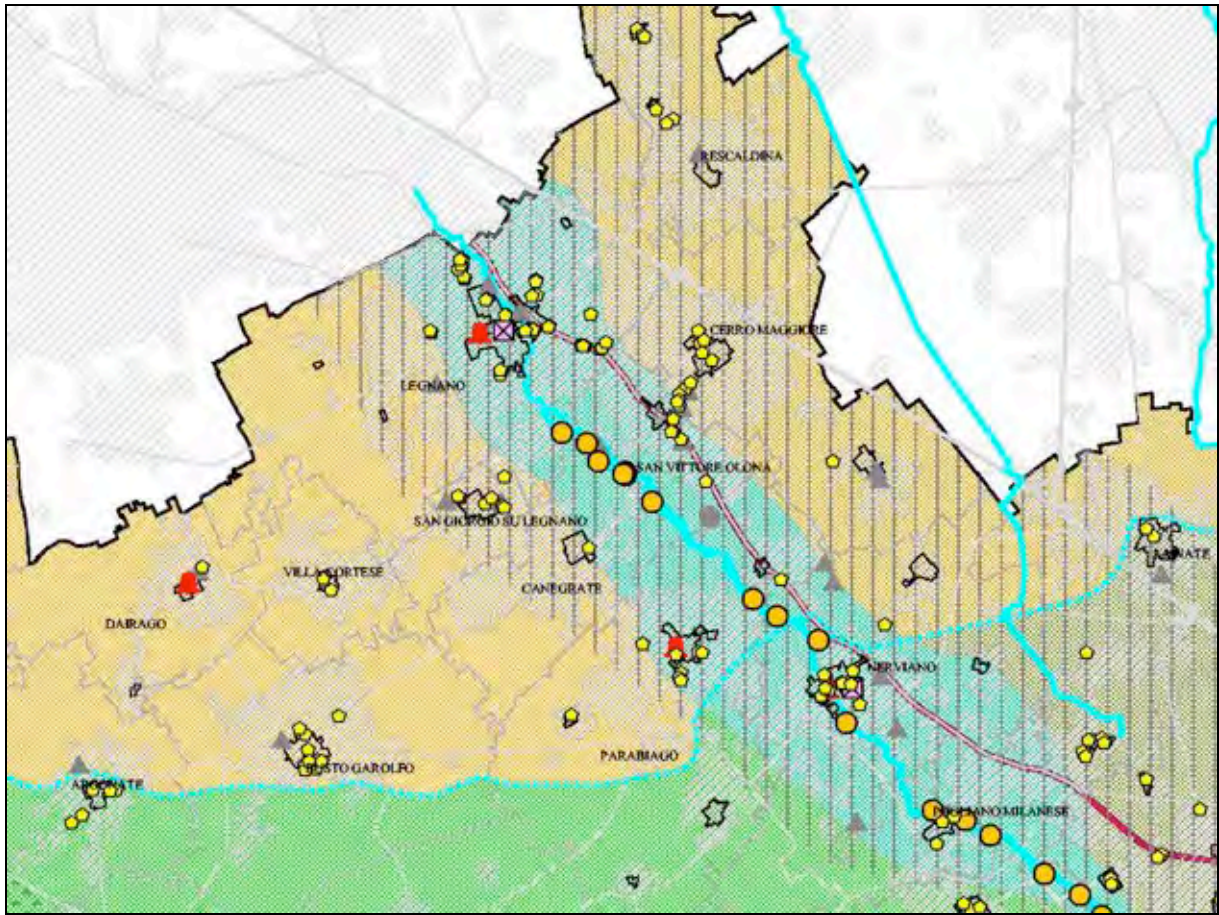 RESCALDINA
CERRO MAGGIORE
LEGNANO
SAN VITTORE OLONA
SAN GIORGIO SU LEGNANO
VILLA CORTESE
CANEGRATE
DAIRAGO
NERVIANO
PARABIAGO
BUSTO GAROLFO
ARCONATE
POGLIANO MILANESE